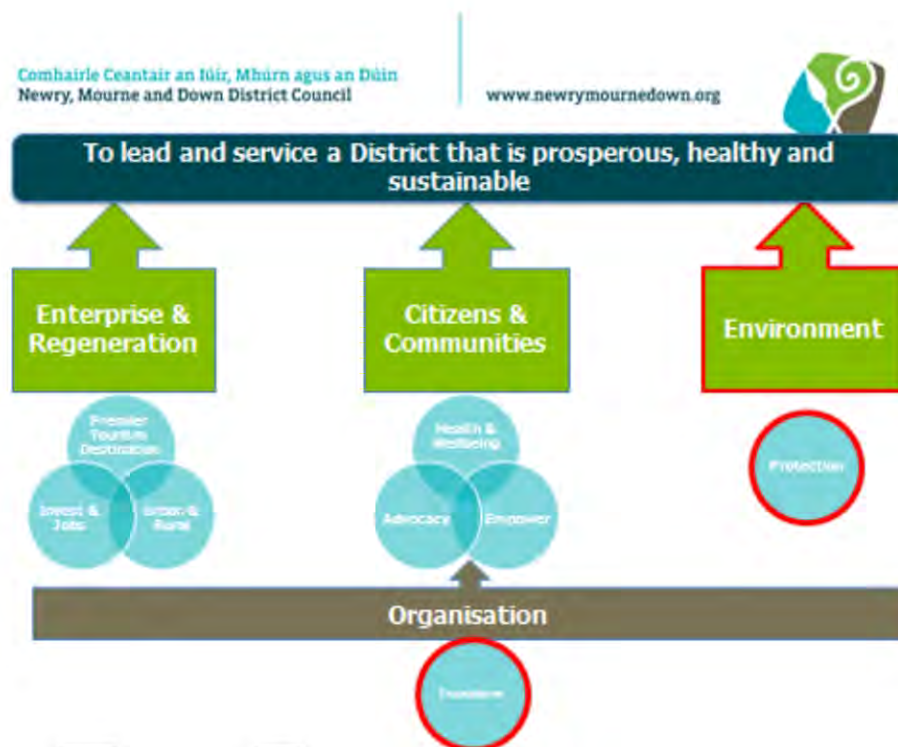 Comhairle Ceantair an Iúir, Mhúrn agus an Dúin
Newry, Mourne and Down District Council
www.newrymournedown.org
To lead and service a District that is prosperous, healthy and
sustainable
Enterprise &
Regeneration
Citizens &
Communities
Environment
Premier
Tourism
Destination
Invest &
Jobs
Urban &
Rural
Health &
Wellbeing
Advocacy
Empower
Protection
Organisation